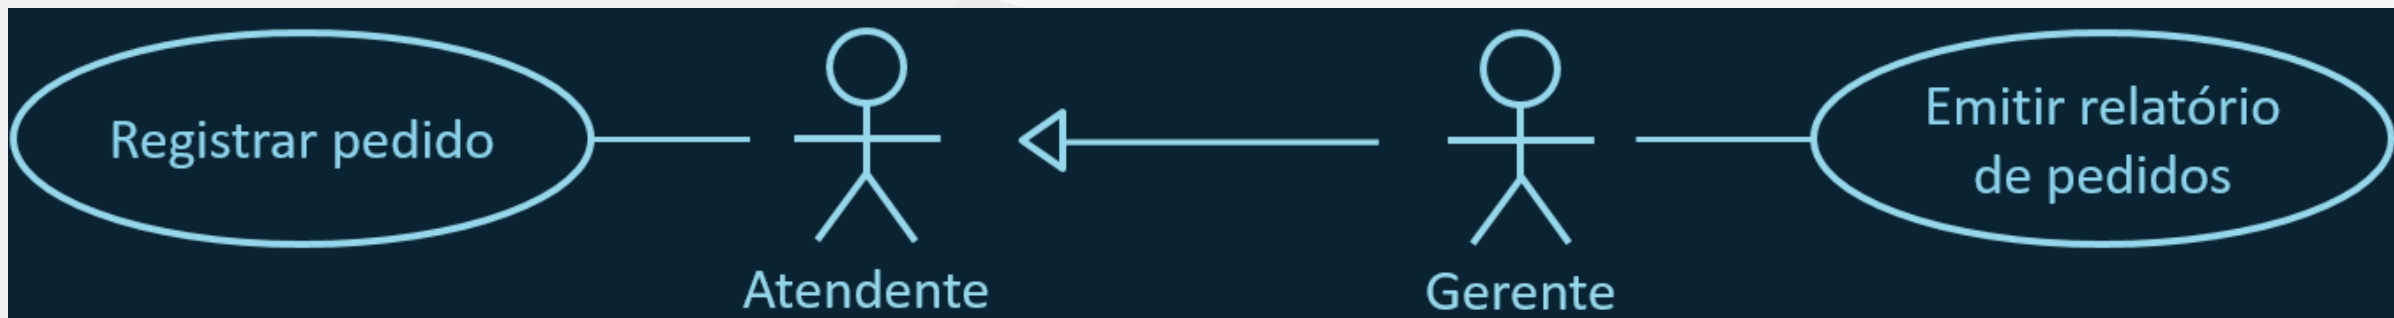 Registrar pedido
Atendente
Gerente
Emitir relatório
de pedidos